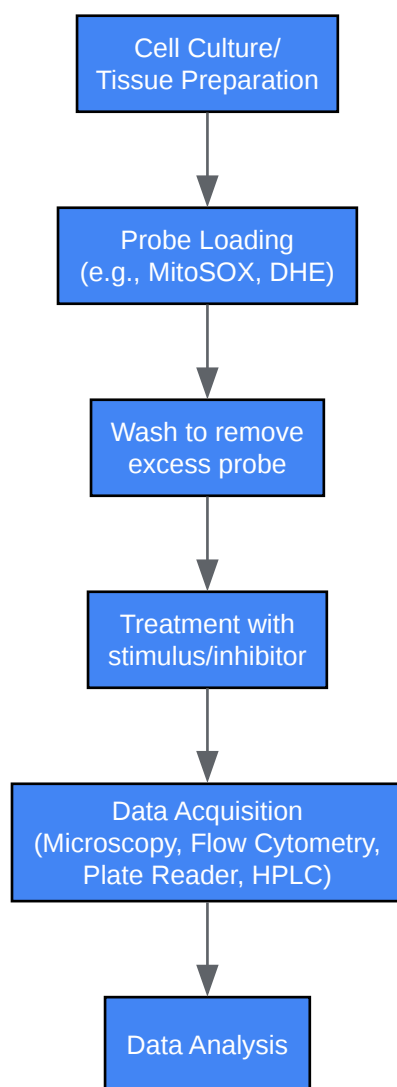 Cell Culture/
Tissue Preparation
Probe Loading
(e.g., MitoSOX, DHE)
Wash to remove
excess probe
Treatment with
stimulus/inhibitor
Data Acquisition
(Microscopy, Flow Cytometry,
Plate Reader, HPLC)
Data Analysis